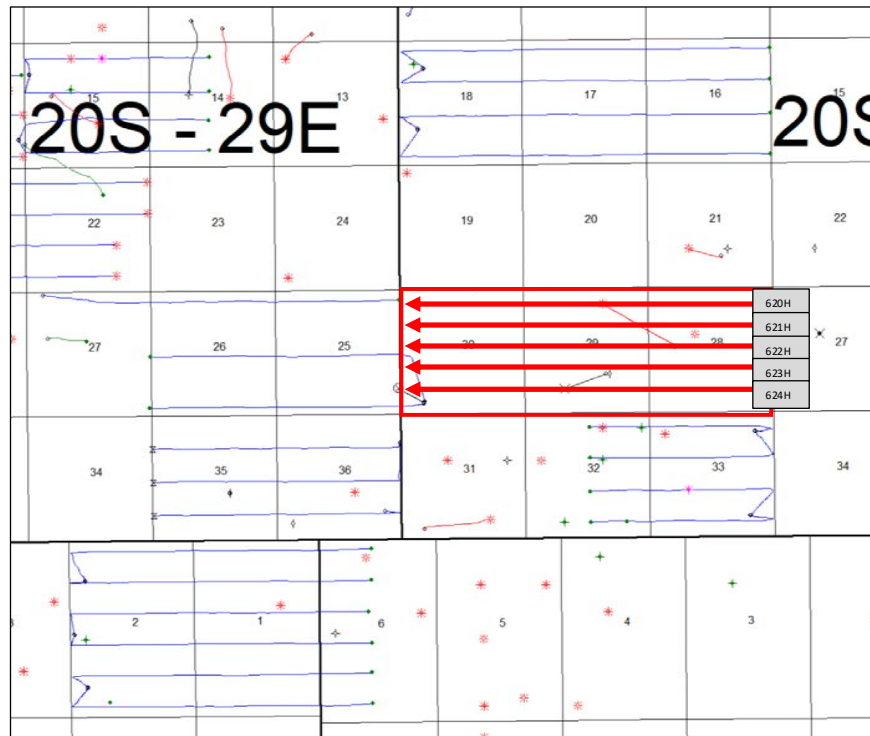 15 14 13 18 17 16 15
20S - 29E 20S
22 23 24 19 20 21 22
27 26 25 30 29 28 27
620H
621H
622H
623H
624H
34 35 36 31 32 33 34
2 1 6 5 4 3